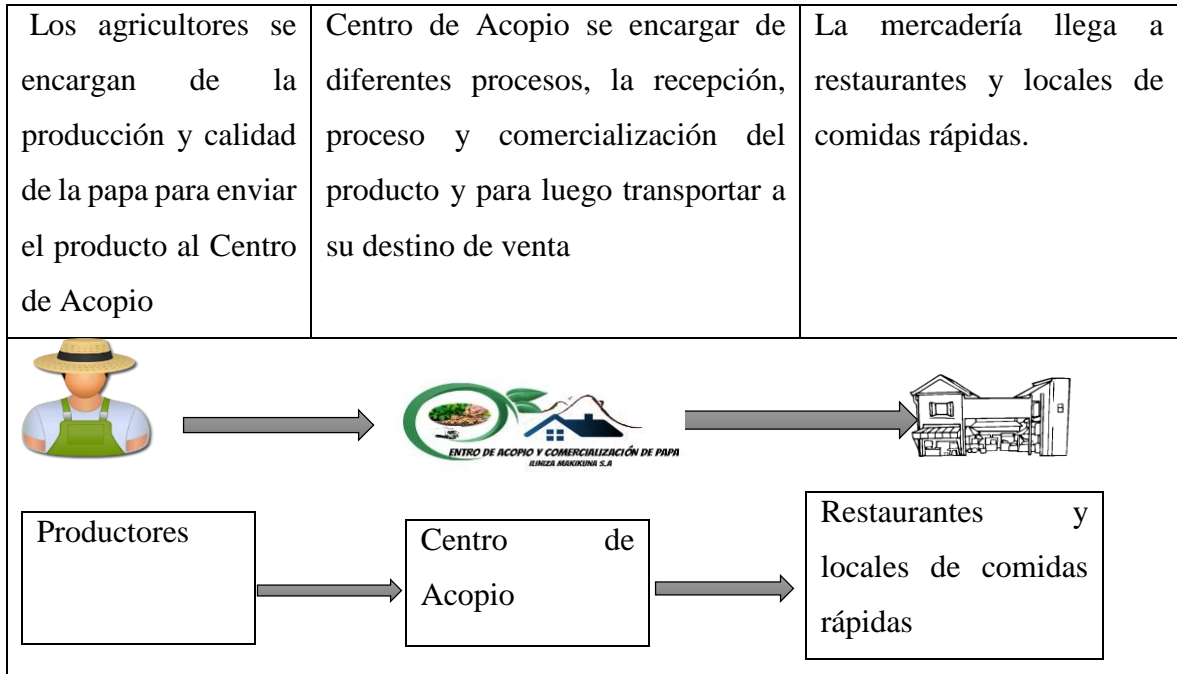 Los agricultores se
encargan de la
producción y calidad
de la papa para enviar
el producto al Centro
de Acopio
Centro de Acopio se encargar de
diferentes procesos, la recepción,
proceso y comercialización del
producto y para luego transportar a
su destino de venta
La mercadería llega a
restaurantes y locales de
comidas rápidas.
ENTRO DE ACOPIO Y COMERCIALIZACIÓN DE PAPA
ILINIZA MAKIKUNA S.A
Productores
Centro de
Acopio
Restaurantes y
locales de comidas
rápidas